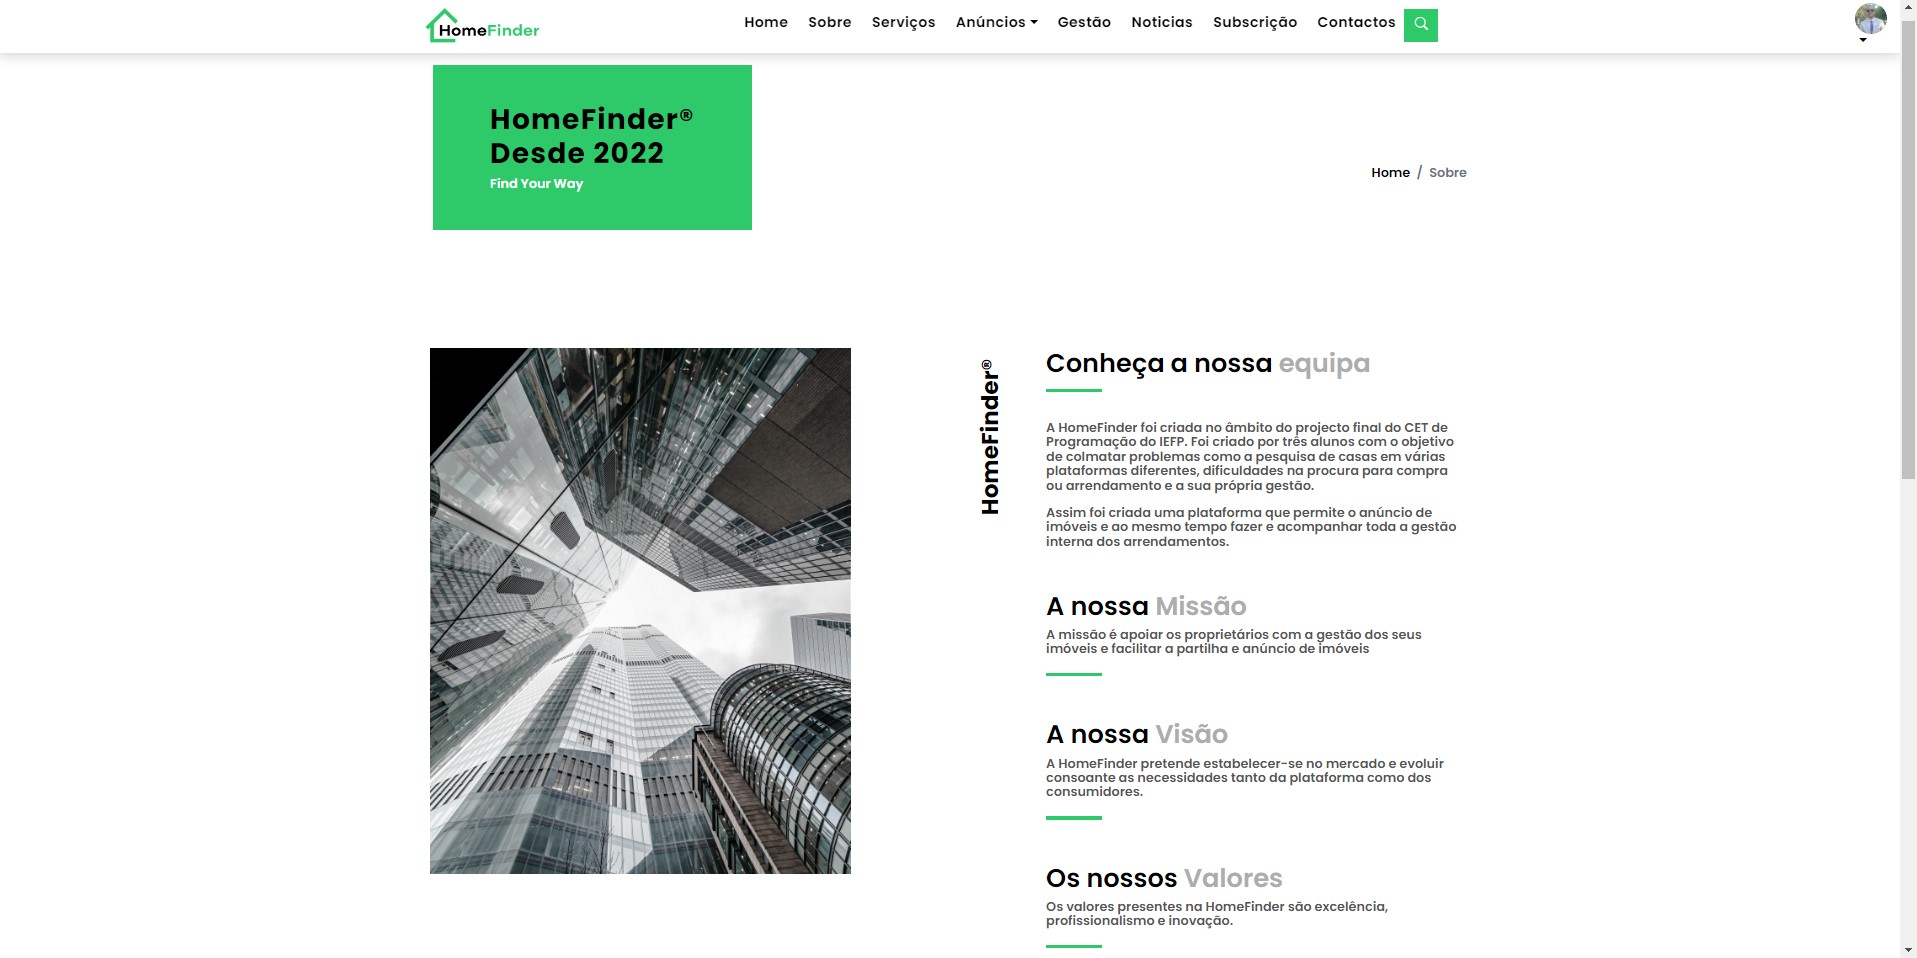 HomeFinder
Home Sobre Serviços Anúncios Gestão Noticias Subscrição Contactos
HomeFinder®
Desde 2022
Find Your Way
Home / Sobre
HomeFinder®
Conheça a nossa equipa
A HomeFinder foi criada no âmbito do projecto final do CET de
Programação do IEFP. Foi criado por três alunos com o objetivo
de colmatar problemas como a pesquisa de casas em várias
plataformas diferentes, dificuldades na procura para compra
ou arrendamento e a sua própria gestão.
Assim foi criada uma plataforma que permite o anúncio de
imóveis e ao mesmo tempo fazer e acompanhar toda a gestão
interna dos arrendamentos.
A nossa Missão
A missão é apoiar os proprietários com a gestão dos seus
imóveis e facilitar a partilha e anúncio de imóveis
A nossa Visão
A HomeFinder pretende estabelecer-se no mercado e evoluir
consoante as necessidades tanto da plataforma como dos
consumidores.
Os nossos Valores
Os valores presentes na HomeFinder são excelência,
profissionalismo e inovação.